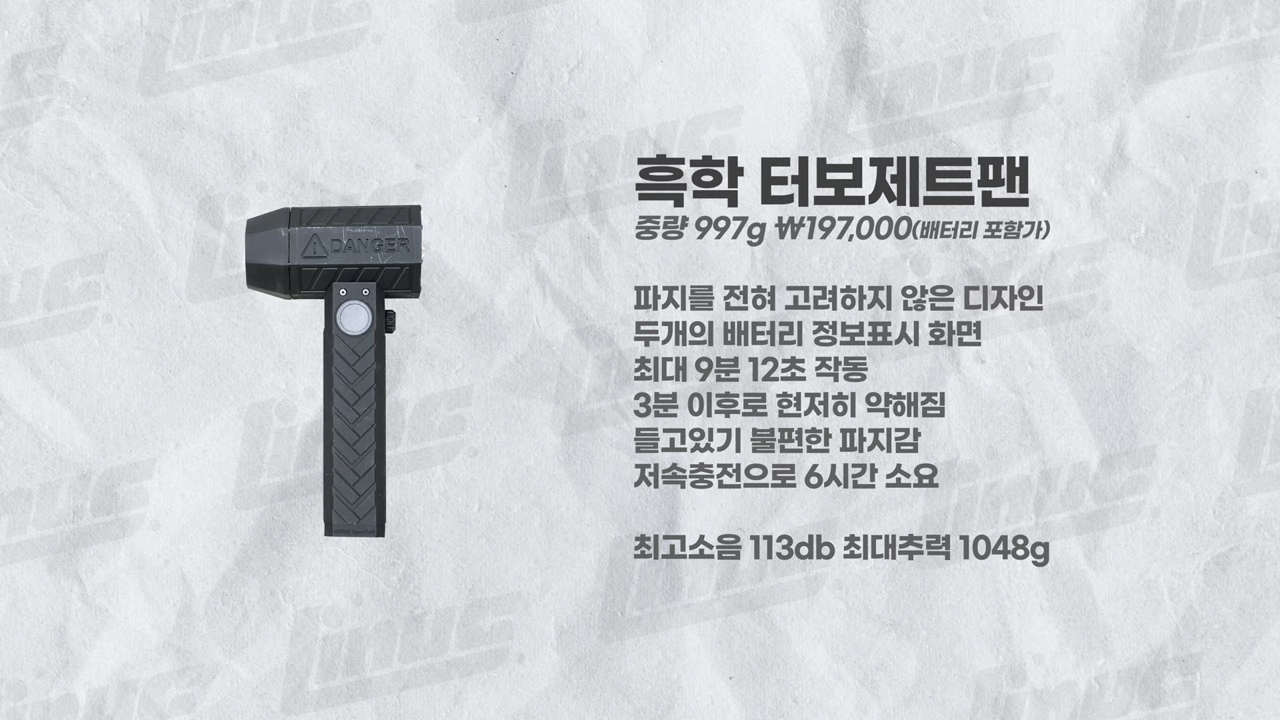 흑학 터보제트팬
중량 997g ₩197,000(배터리 포함가)
파지를 전혀 고려하지 않은 디자인
두개의 배터리 정보표시 화면
최대 9분 12초 작동
3분 이후로 현저히 약해짐
들고있기 불편한 파지감
저속충전으로 6시간 소요
최고소음 113db 최대추력 1048g
DANGER